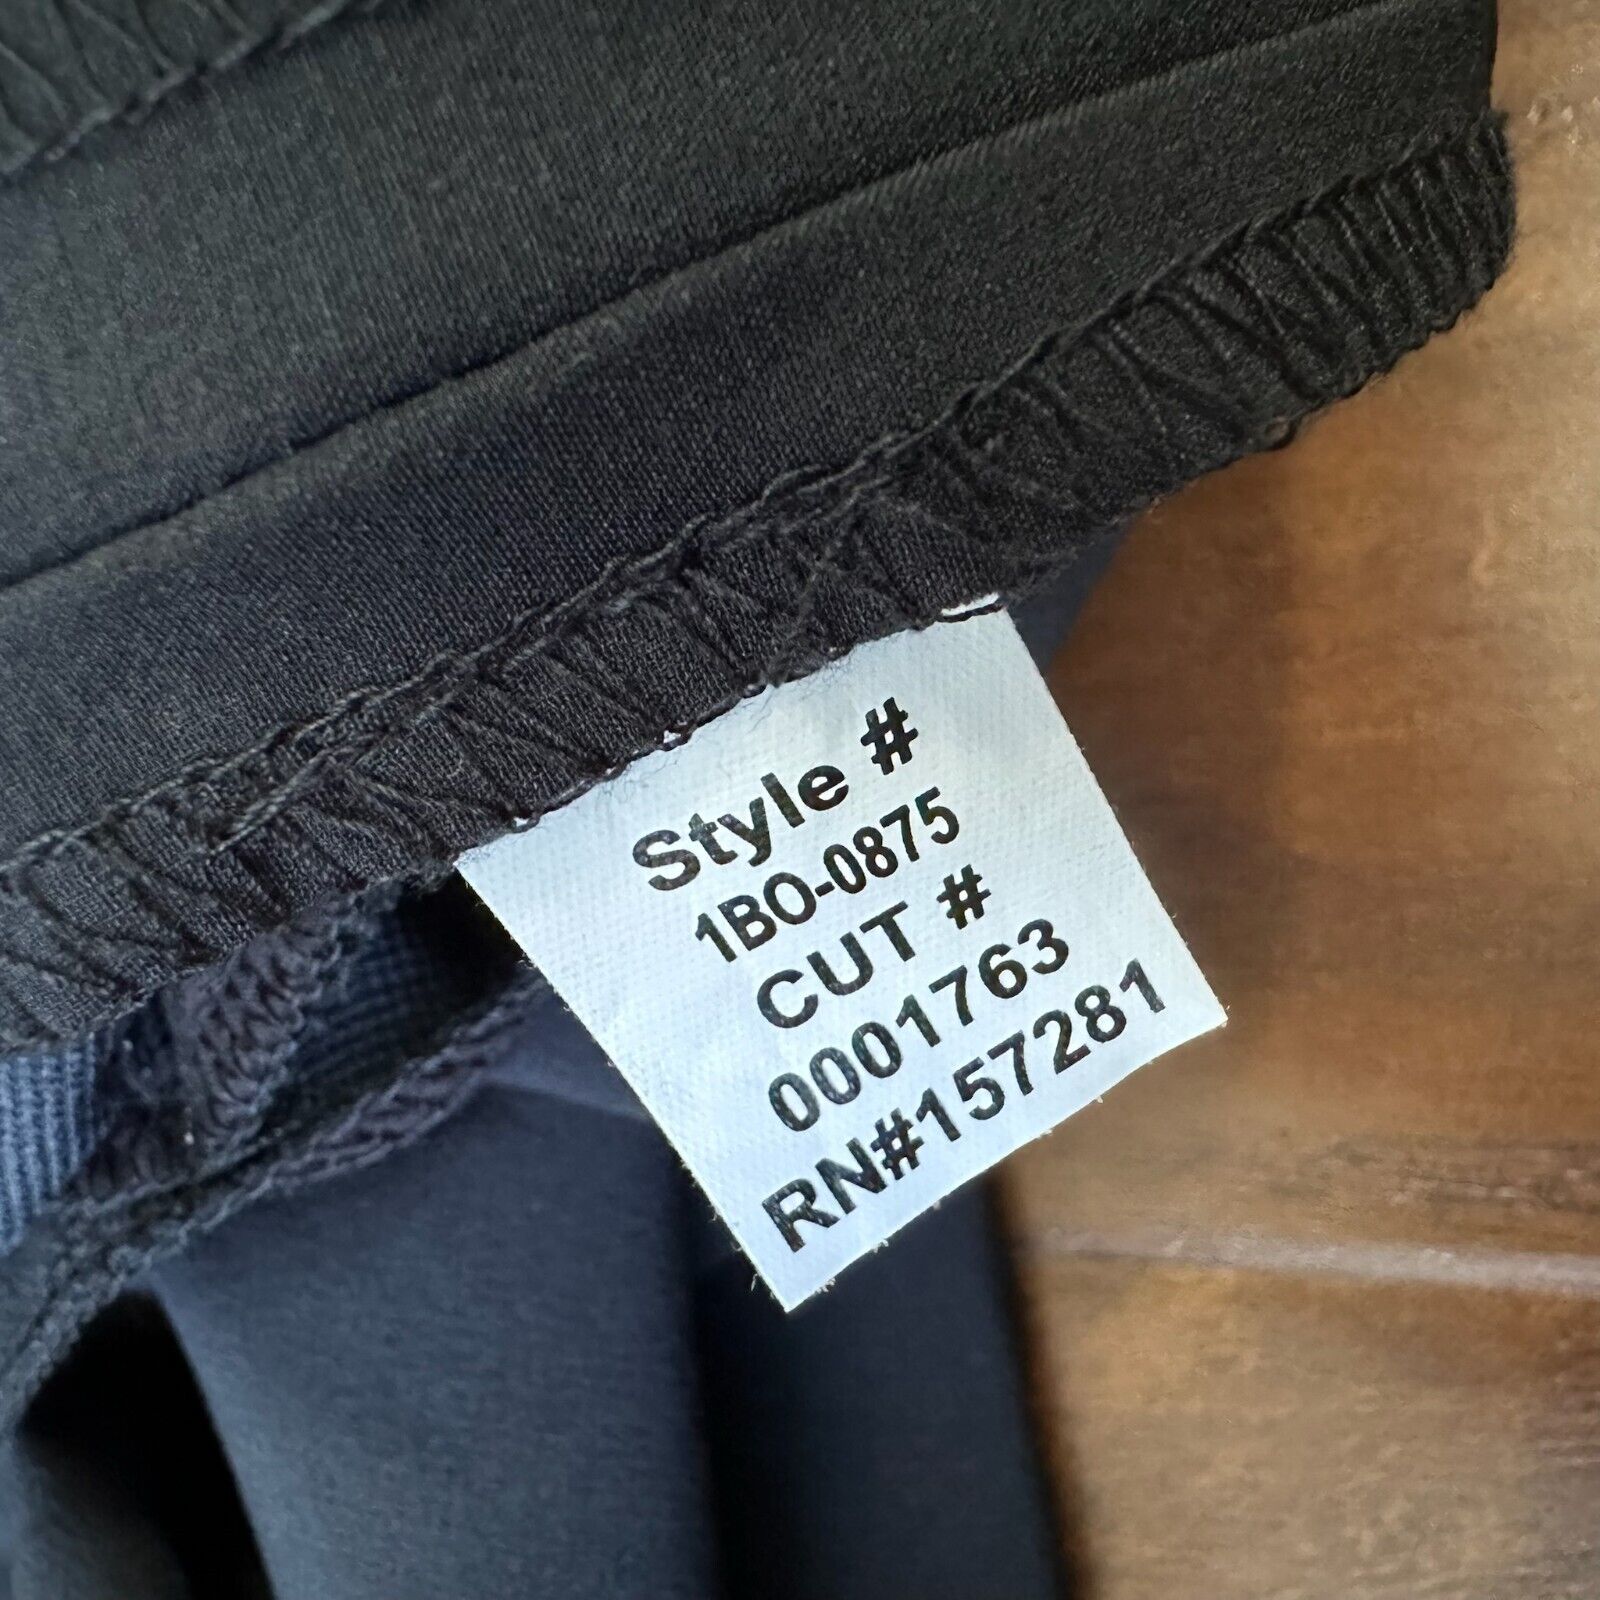 Style #
1BO-0875
CUT #
0001763
RN#157281